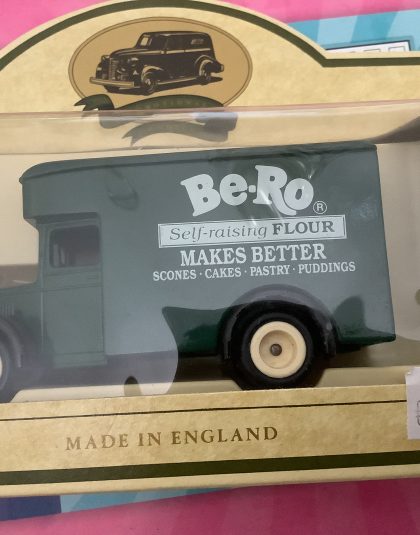 Be-Ro®
Self-raising FLOUR
MAKES BETTER
SCONES · CAKES · PASTRY · PUDDINGS
MADE IN ENGLAND